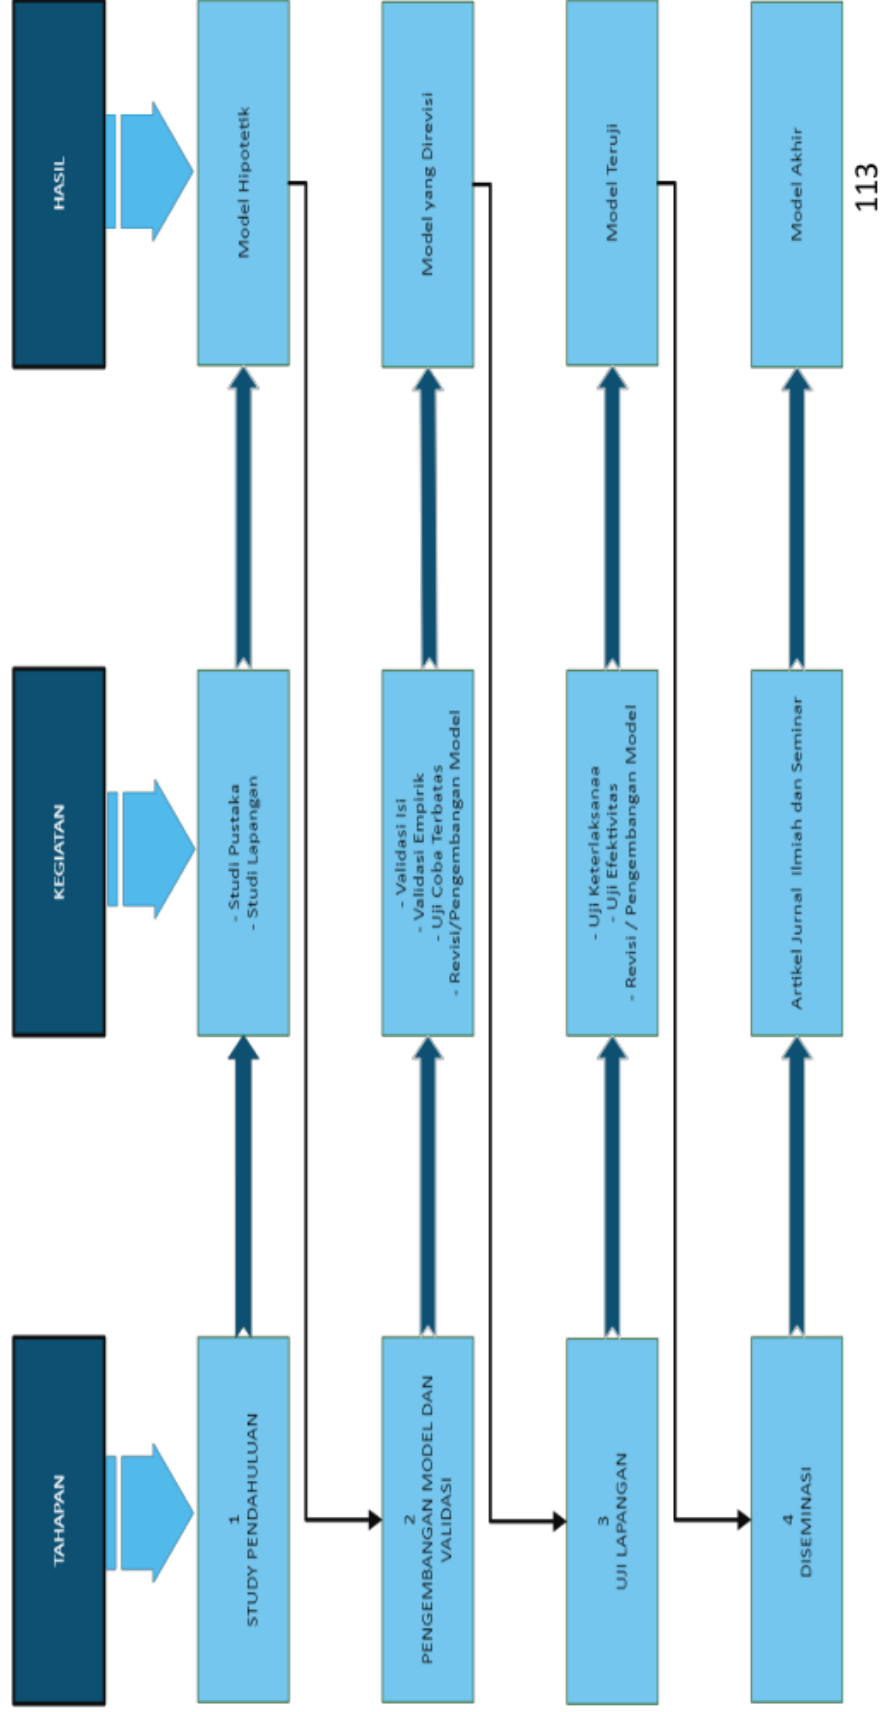 TAHAPAN
KEGIATAN
HASIL
1
STUDY PENDAHULUAN
- Studi Pustaka
- Studi Lapangan
Model Hipotetik
2
PENGEMBANGAN MODEL DAN
VALIDASI
- Validasi Isi
- Validasi Empirik
- Uji Coba Terbatas
- Revisi/Pengembangan Model
Model yang Direvisi
3
UJI LAPANGAN
- Uji Keterlaksanaa
- Uji Efektivitas
- Revisi / Pengembangan Model
Model Teruji
4
DISEMINASI
Artikel Jurnal Ilmiah dan Seminar
Model Akhir
113